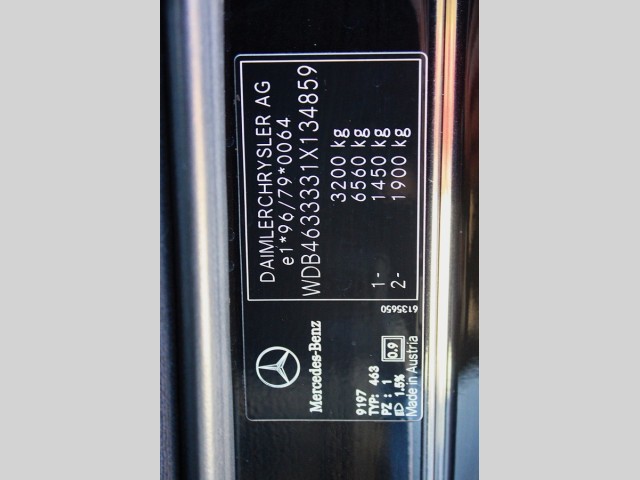 DAIMLERCHRYSLER AG
e1*96/79*0064
WDB4633331X134859
3200 kg
6560 kg
1- 1450 kg
2- 1900 kg
6135650
Mercedes-Benz
9197
TYP: 463
PZ : 1
1.5%
0.9
Made in Austria